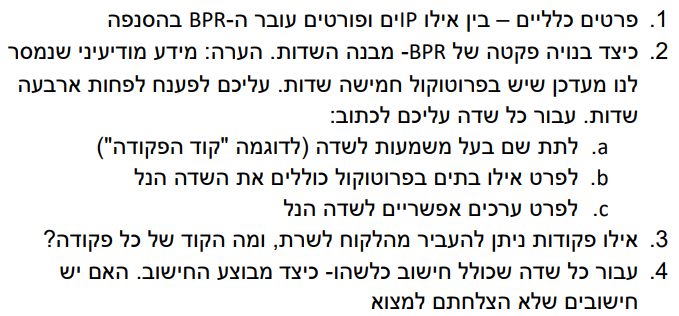 1. פרטים כלליים – בין אילו IPים ופורטים עובר ה-BPR בהסנפה
2. כיצד בנויה פקטה של BPR- מבנה השדות. הערה: מידע מודיעיני שנמסר
לנו מעדכן שיש בפרוטוקול חמישה שדות. עליכם לפענח לפחות ארבעה
שדות. עבור כל שדה עליכם לכתוב:
a. לתת שם בעל משמעות לשדה (לדוגמה "קוד הפקודה")
b. לפרט אילו בתים בפרוטוקול כוללים את השדה הנל
c. לפרט ערכים אפשריים לשדה הנל
3. אילו פקודות ניתן להעביר מהלקוח לשרת, ומה הקוד של כל פקודה?
4. עבור כל שדה שכולל חישוב כלשהו- כיצד מבוצע החישוב. האם יש
חישובים שלא הצלחתם למצוא